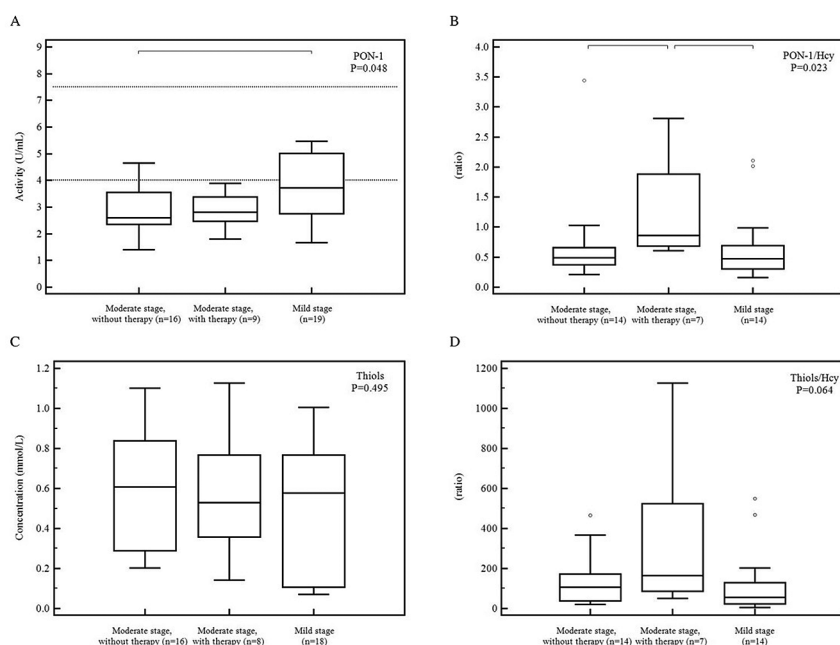 A
PON-1
P=0.048
9
8
7
6
5
4
3
2
1
0
Activity (U/mL)
Moderate stage,
without therapy (n=16)
Moderate stage,
with therapy (n=9)
Mild stage
(n=19)
B
PON-1/Hcy
P=0.023
4.0
3.5
3.0
2.5
2.0
1.5
1.0
0.5
0.0
(ratio)
Moderate stage,
without therapy (n=14)
Moderate stage,
with therapy (n=7)
Mild stage
(n=14)
C
Thiols
P=0.495
1.2
1.0
0.8
0.6
0.4
0.2
0.0
Concentration (mmol/L)
Moderate stage,
without therapy (n=16)
Moderate stage,
with therapy (n=8)
Mild stage
(n=18)
D
Thiols/Hcy
P=0.064
1200
1000
800
600
400
200
0
(ratio)
Moderate stage,
without therapy (n=14)
Moderate stage,
with therapy (n=7)
Mild stage
(n=14)